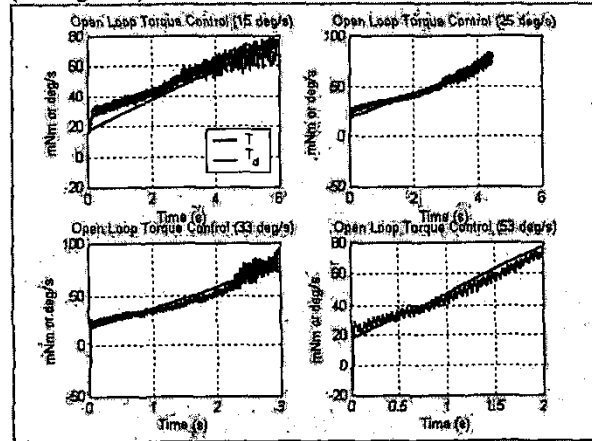 Open Loop Torque Control (15 deg/s)
80
60
40
20
0
-20
mNm or deg/s
T
T_d
0 2 4 6
Time (s)
Open Loop Torque Control (25 deg/s)
100
50
0
-50
mNm or deg/s
0 2 4 6
Time (s)
Open Loop Torque Control (33 deg/s)
100
50
0
-50
mNm or deg/s
0 1 2 3
Time (s)
Open Loop Torque Control (53 deg/s)
80
60
40
20
0
-20
mNm or deg/s
0 0.5 1 1.5 2
Time (s)